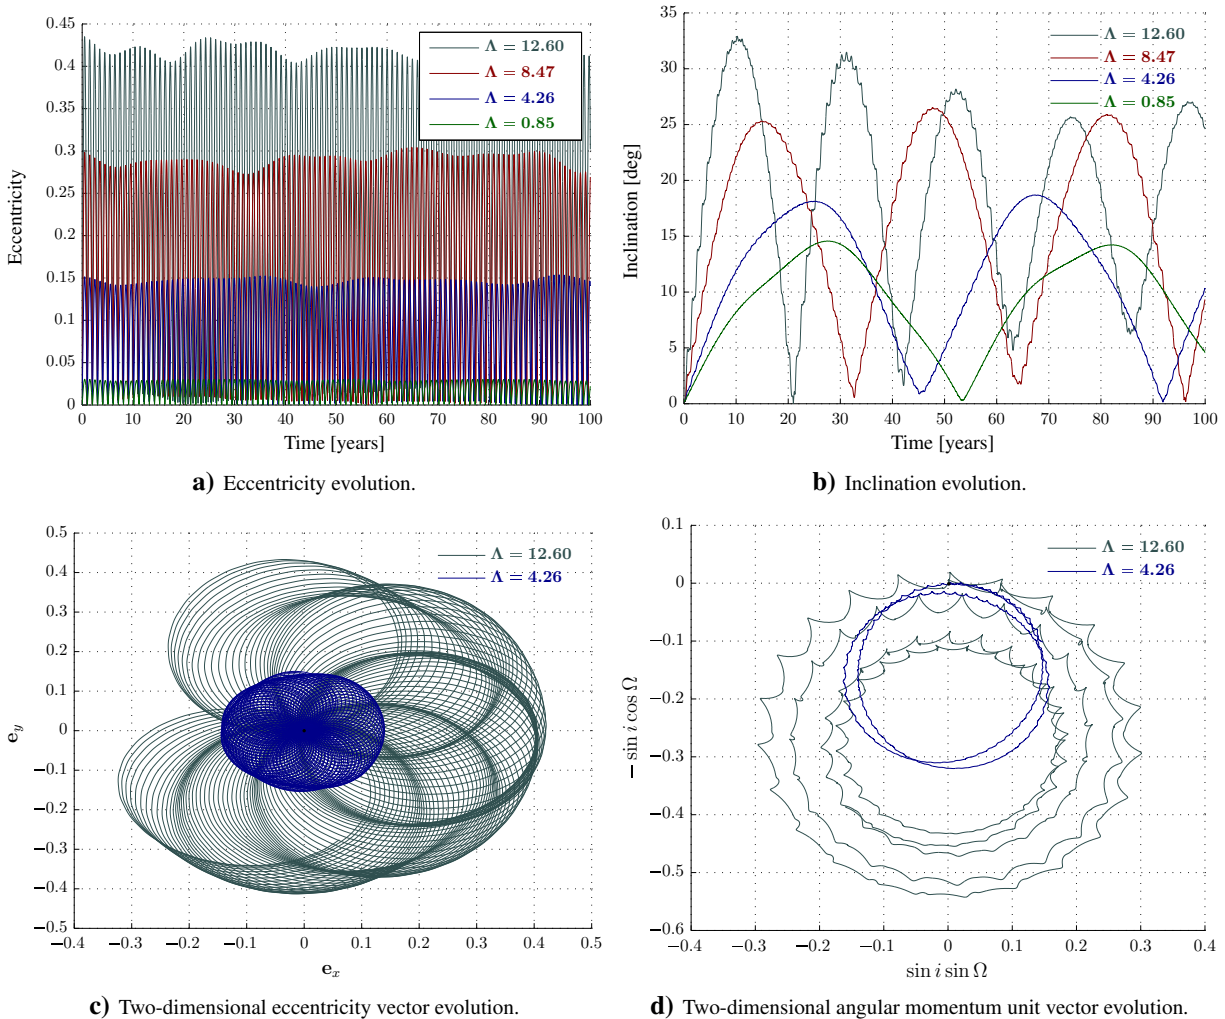 0.45
0.4
0.35
0.3
0.25
0.2
0.15
0.1
0.05
0
Eccentricity
Λ = 12.60
Λ = 8.47
Λ = 4.26
Λ = 0.85
0 10 20 30 40 50 60 70 80 90 100
Time [years]
a) Eccentricity evolution.
35
30
25
20
15
10
5
0
Inclination [deg]
Λ = 12.60
Λ = 8.47
Λ = 4.26
Λ = 0.85
0 10 20 30 40 50 60 70 80 90 100
Time [years]
b) Inclination evolution.
0.5
0.4
0.3
0.2
0.1
0
−0.1
−0.2
−0.3
−0.4
−0.5
e_y
Λ = 12.60
Λ = 4.26
−0.4 −0.3 −0.2 −0.1 0 0.1 0.2 0.3 0.4 0.5
e_x
c) Two-dimensional eccentricity vector evolution.
0.1
0
−0.1
−0.2
−0.3
−0.4
−0.5
−0.6
− sin i cos Ω
Λ = 12.60
Λ = 4.26
−0.4 −0.3 −0.2 −0.1 0 0.1 0.2 0.3 0.4
sin i sin Ω
d) Two-dimensional angular momentum unit vector evolution.